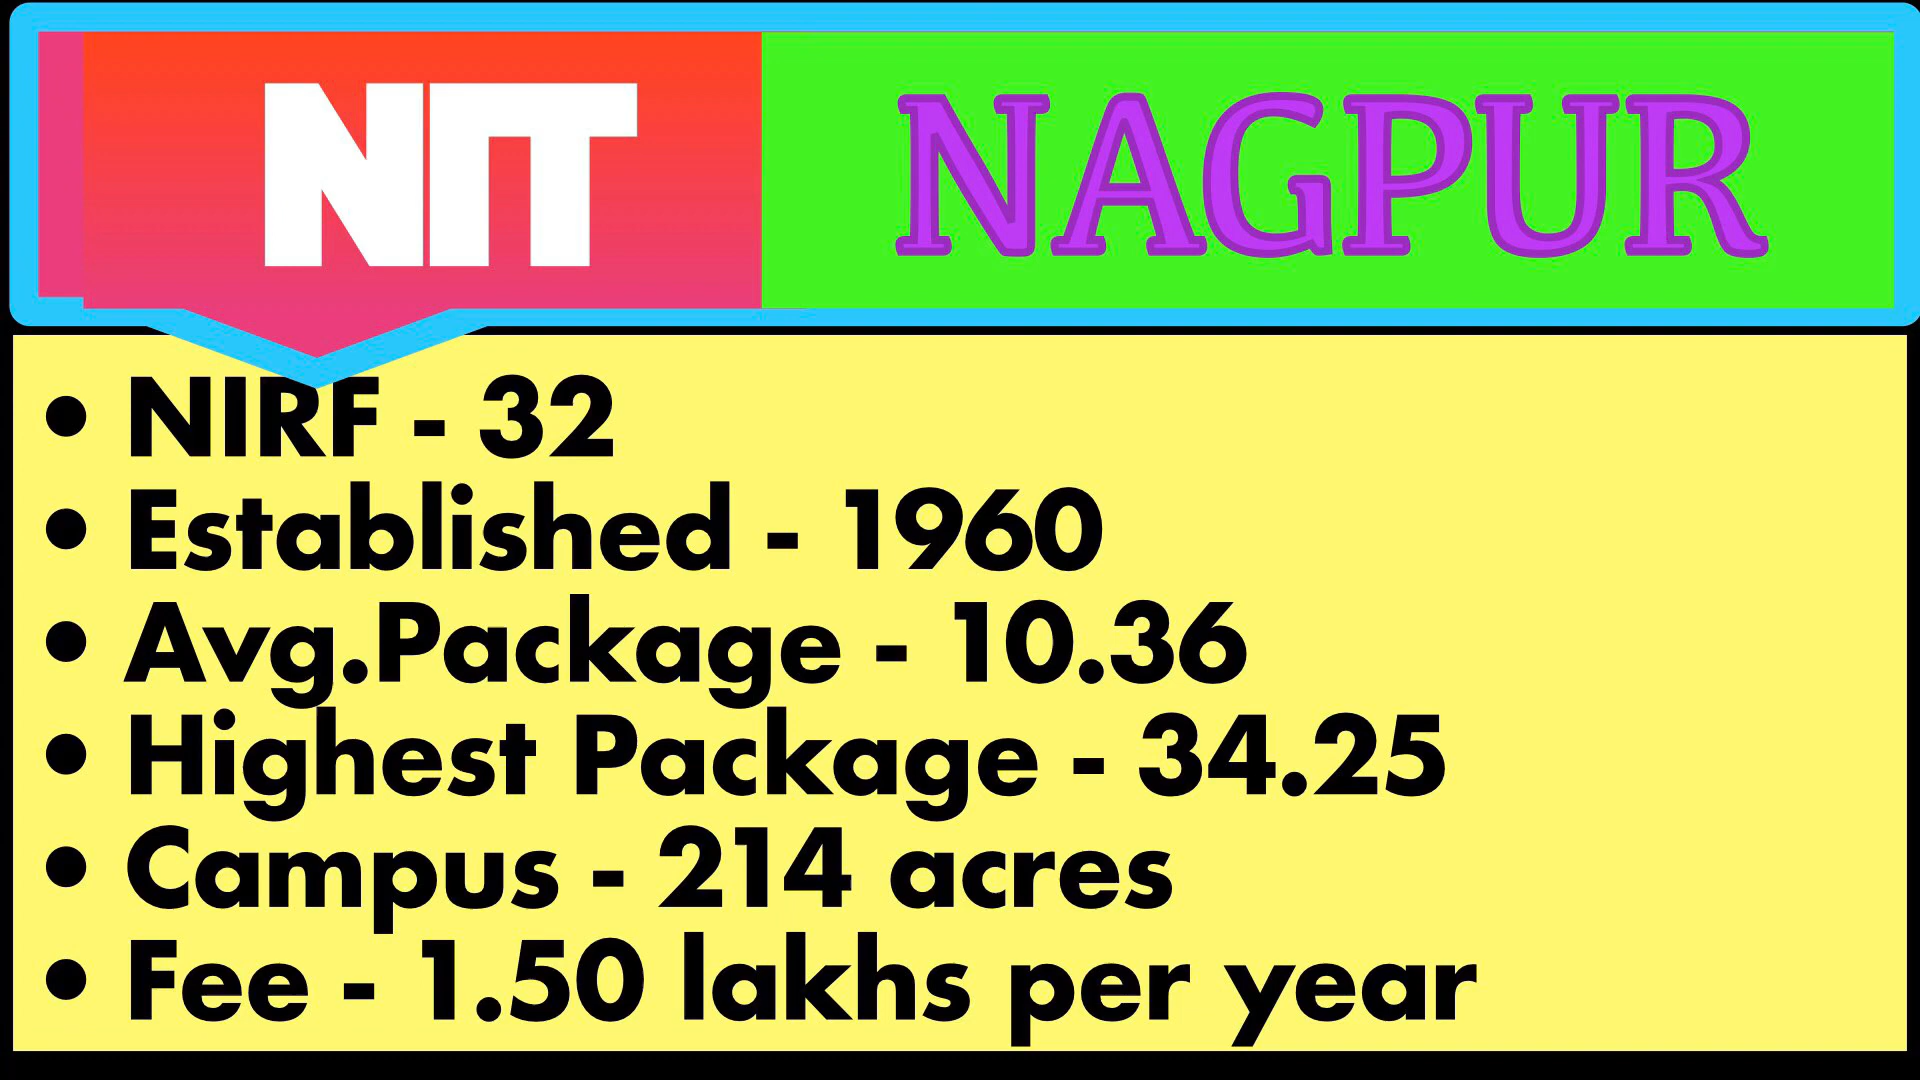 NIT NAGPUR
• NIRF - 32
• Established - 1960
• Avg.Package - 10.36
• Highest Package - 34.25
• Campus - 214 acres
• Fee - 1.50 lakhs per year